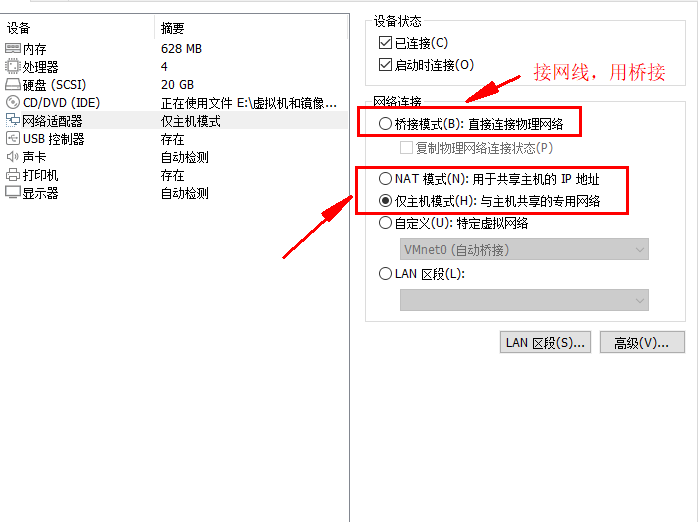 设备 摘要
内存 628 MB
处理器 4
硬盘 (SCSI) 20 GB
CD/DVD (IDE) 正在使用文件 E:\虚拟机和镜像...
网络适配器 仅主机模式
USB 控制器 存在
声卡 自动检测
打印机 存在
显示器 自动检测
设备状态
已连接(C)
启动时连接(O)
接网线，用桥接
网络连接
桥接模式(B): 直接连接物理网络
复制物理网络连接状态(P)
NAT 模式(N): 用于共享主机的 IP 地址
仅主机模式(H): 与主机共享的专用网络
自定义(U): 特定虚拟网络
VMnet0 (自动桥接)
LAN 区段(L):
LAN 区段(S)... 高级(V)...